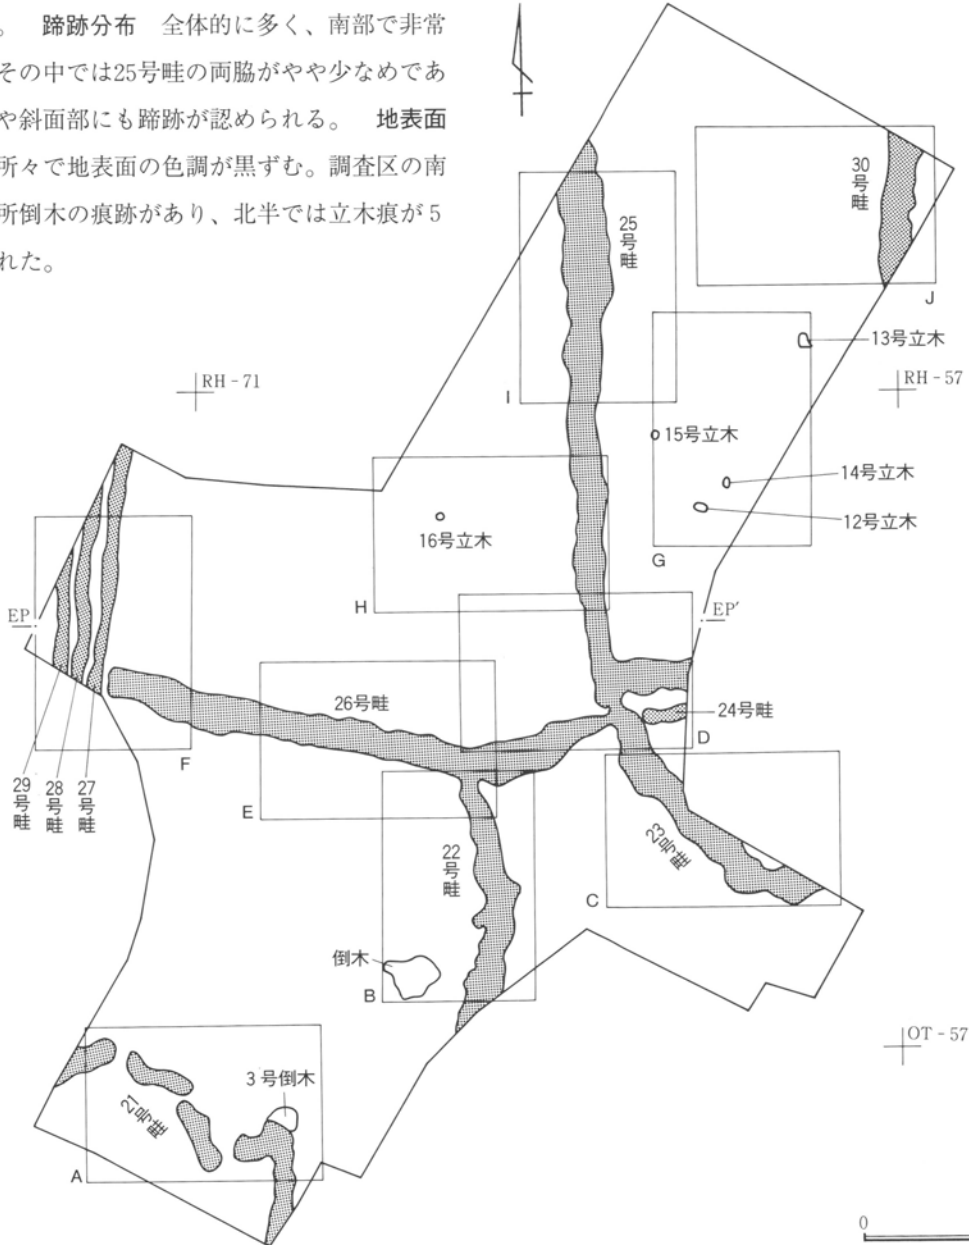 。　蹄跡分布　全体的に多く、南部で非常
その中では25号畦の両脇がやや少なめであ
や斜面部にも蹄跡が認められる。　地表面
所々で地表面の色調が黒ずむ。調査区の南
所倒木の痕跡があり、北半では立木痕が5
れた。
30号畦
25号畦
J
13号立木
RH-71
RH-57
I
15号立木
14号立木
16号立木
12号立木
G
H
EP
EP′
26号畦
24号畦
D
F
29号畦
28号畦
27号畦
E
23号畦
22号畦
C
倒木
B
OT-57
3号倒木
21号畦
A
0